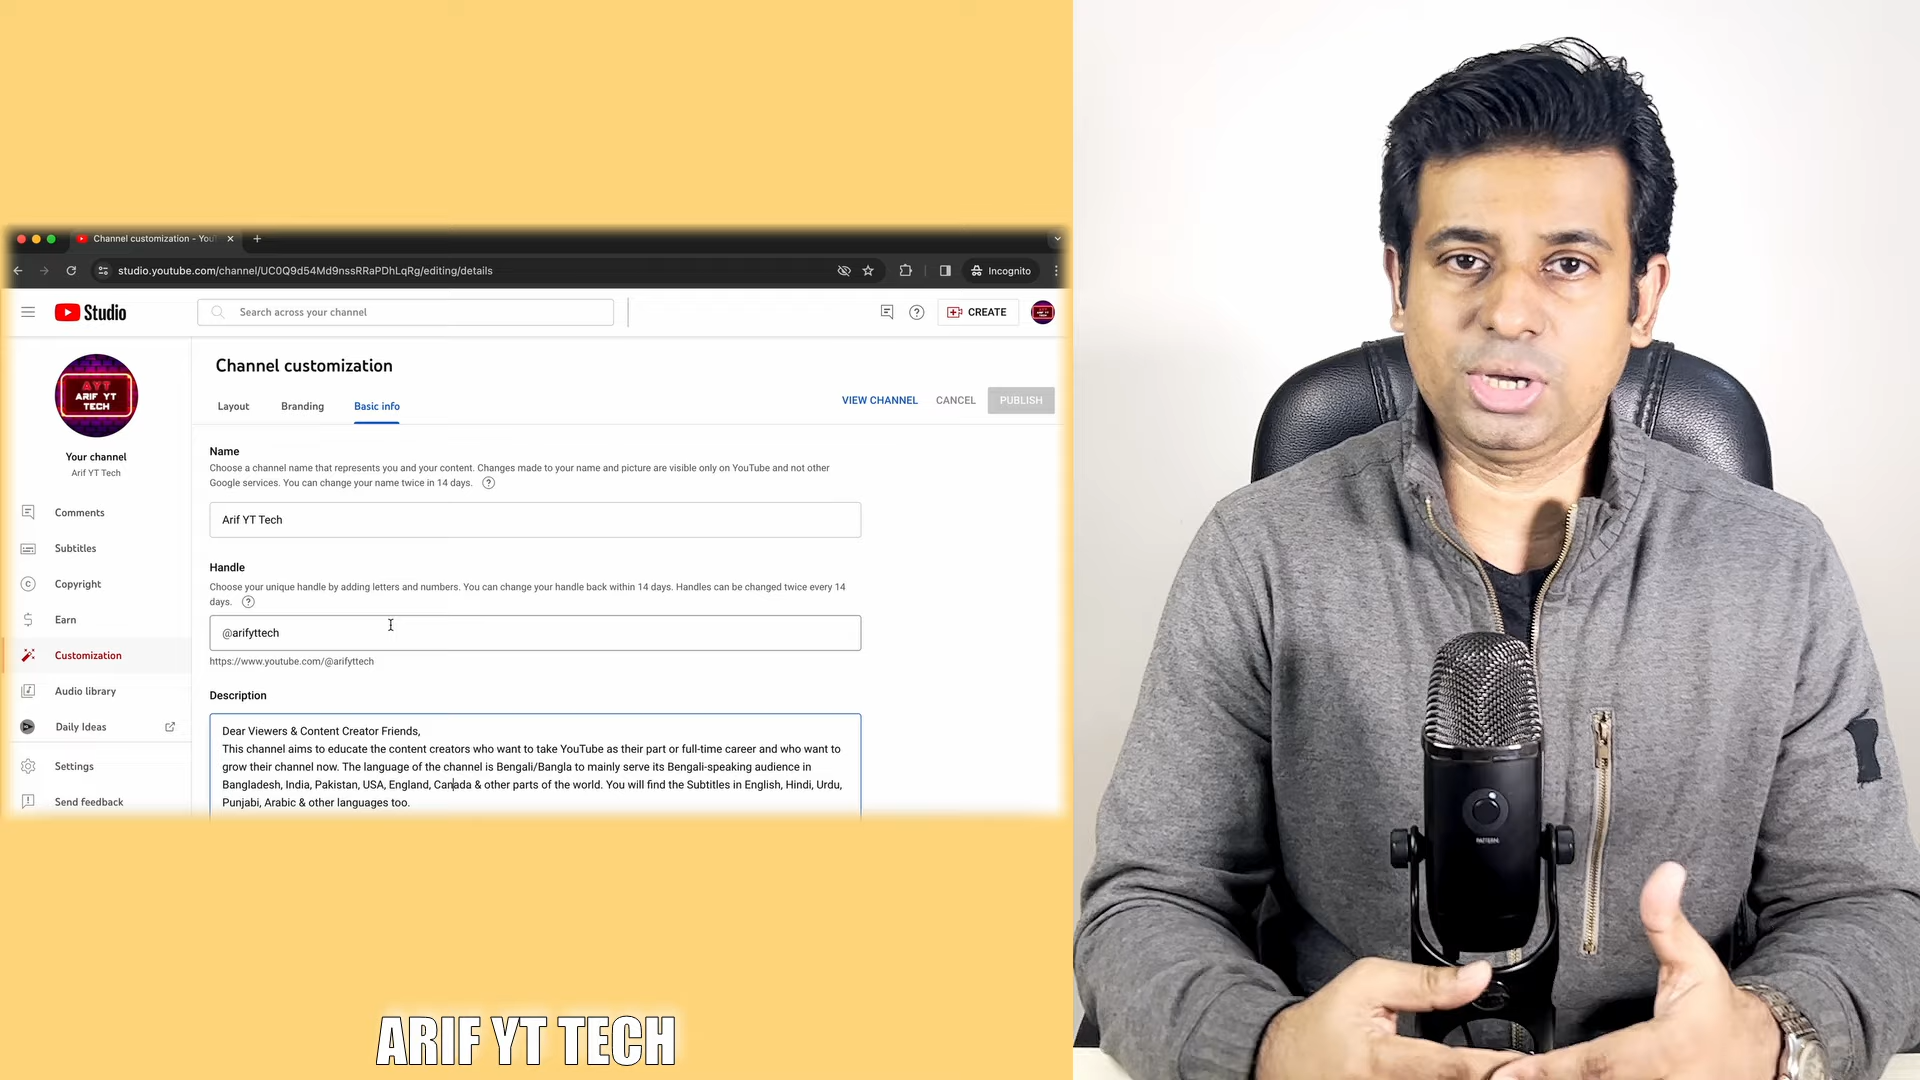 Channel customization - You
studio.youtube.com/channel/UC0Q9d54Md9nssRRaPDhLqRg/editing/details
Incognito
Studio
Search across your channel
CREATE
AYT
ARIF YT
TECH
Your channel
Arif YT Tech
Comments
Subtitles
Copyright
Earn
Customization
Audio library
Daily Ideas
Settings
Send feedback
Channel customization
Layout
Branding
Basic info
VIEW CHANNEL
CANCEL
PUBLISH
Name
Choose a channel name that represents you and your content. Changes made to your name and picture are visible only on YouTube and not other
Google services. You can change your name twice in 14 days.
Arif YT Tech
Handle
Choose your unique handle by adding letters and numbers. You can change your handle back within 14 days. Handles can be changed twice every 14
days.
@arifyttech
https://www.youtube.com/@arifyttech
Description
Dear Viewers & Content Creator Friends,
This channel aims to educate the content creators who want to take YouTube as their part or full-time career and who want to
grow their channel now. The language of the channel is Bengali/Bangla to mainly serve its Bengali-speaking audience in
Bangladesh, India, Pakistan, USA, England, Canada & other parts of the world. You will find the Subtitles in English, Hindi, Urdu,
Punjabi, Arabic & other languages too.
ARIF YT TECH
PATTERN